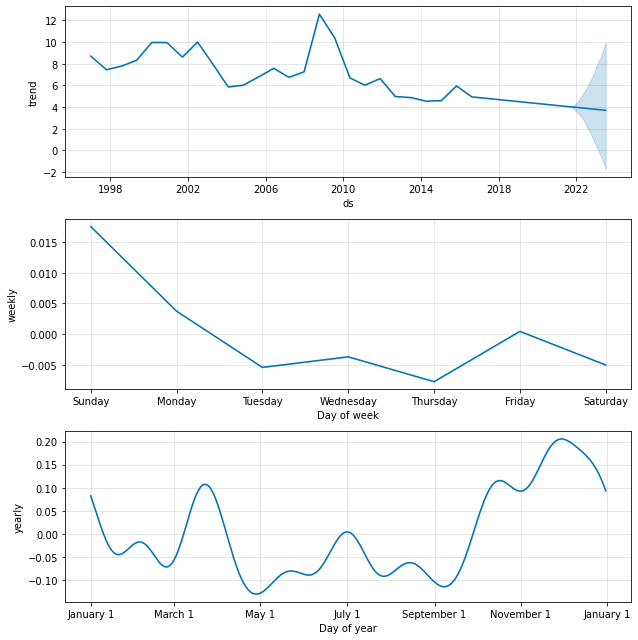 12
10
8
6
4
2
0
−2
trend
1998 2002 2006 2010 2014 2018 2022
ds
0.015
0.010
0.005
0.000
−0.005
weekly
Sunday Monday Tuesday Wednesday Thursday Friday Saturday
Day of week
0.20
0.15
0.10
0.05
0.00
−0.05
−0.10
yearly
January 1 March 1 May 1 July 1 September 1 November 1 January 1
Day of year